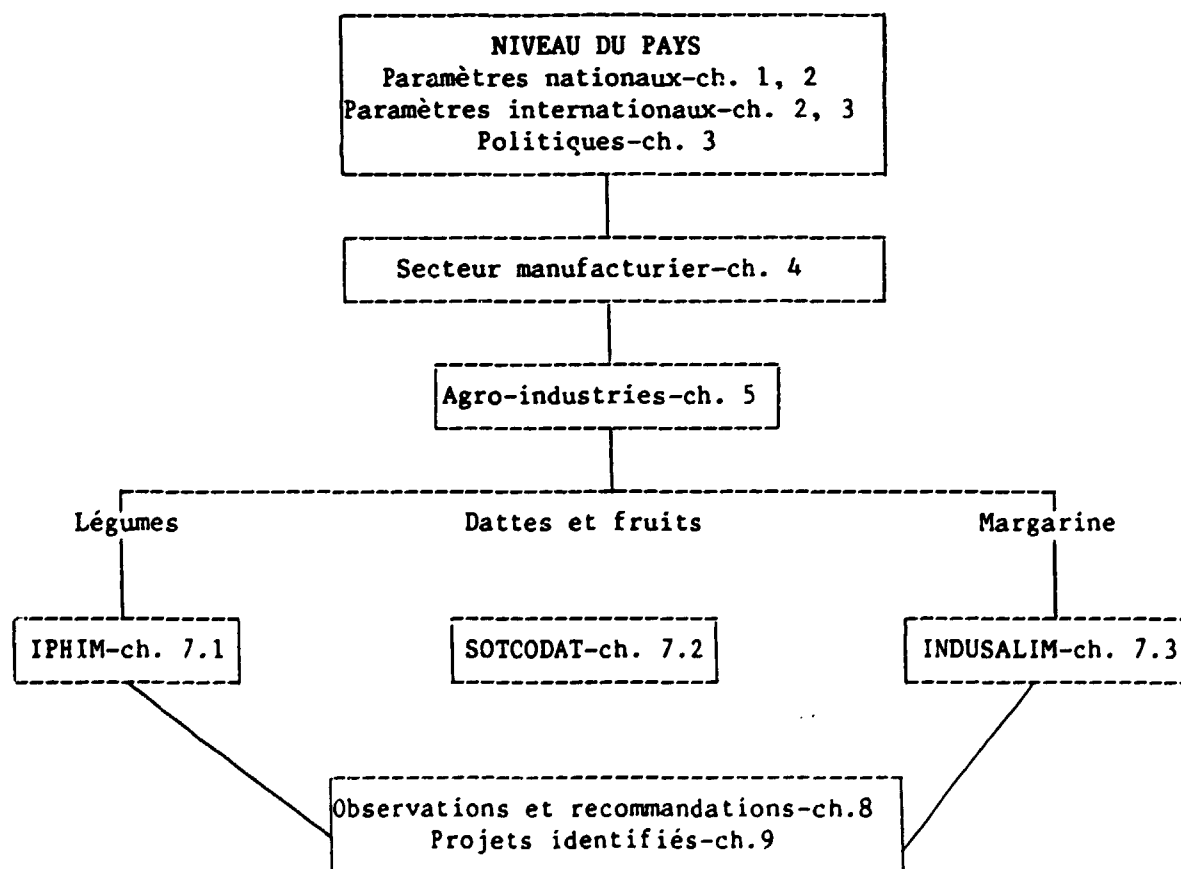 NIVEAU DU PAYS
Paramètres nationaux-ch. 1, 2
Paramètres internationaux-ch. 2, 3
Politiques-ch. 3
Secteur manufacturier-ch. 4
Agro-industries-ch. 5
Légumes Dattes et fruits Margarine
IPHIM-ch. 7.1 SOTCODAT-ch. 7.2 INDUSALIM-ch. 7.3
Observations et recommandations-ch.8
Projets identifiés-ch.9